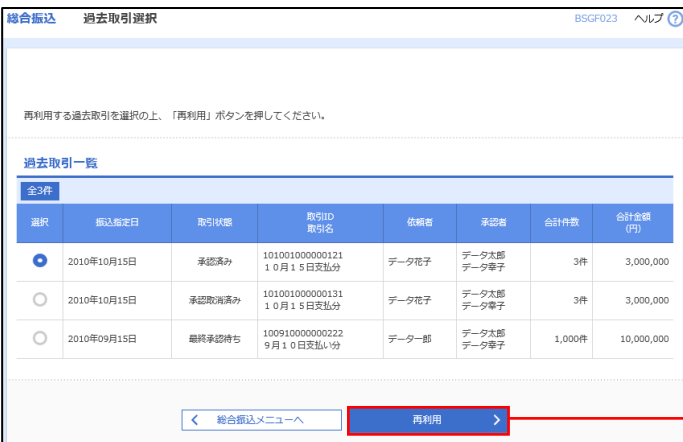 総合振込 過去取引選択 BSGF023 ヘルプ ?
再利用する過去取引を選択の上、「再利用」ボタンを押してください。
過去取引一覧
全3件
選択 振込指定日 取引状態 取引ID 取引名 依頼者 承認者 合計件数 合計金額 (円)
2010年10月15日 承認済み 101001000000121 データ花子 データ太郎 3件 3,000,000
10月15日支払分 データ幸子
2010年10月15日 承認取消済み 101001000000131 データ花子 データ太郎 3件 3,000,000
10月15日支払分 データ幸子
2010年09月15日 最終承認待ち 100910000000222 データ一郎 データ太郎 1,000件 10,000,000
9月10日支払い分 データ幸子
総合振込メニューへ 再利用